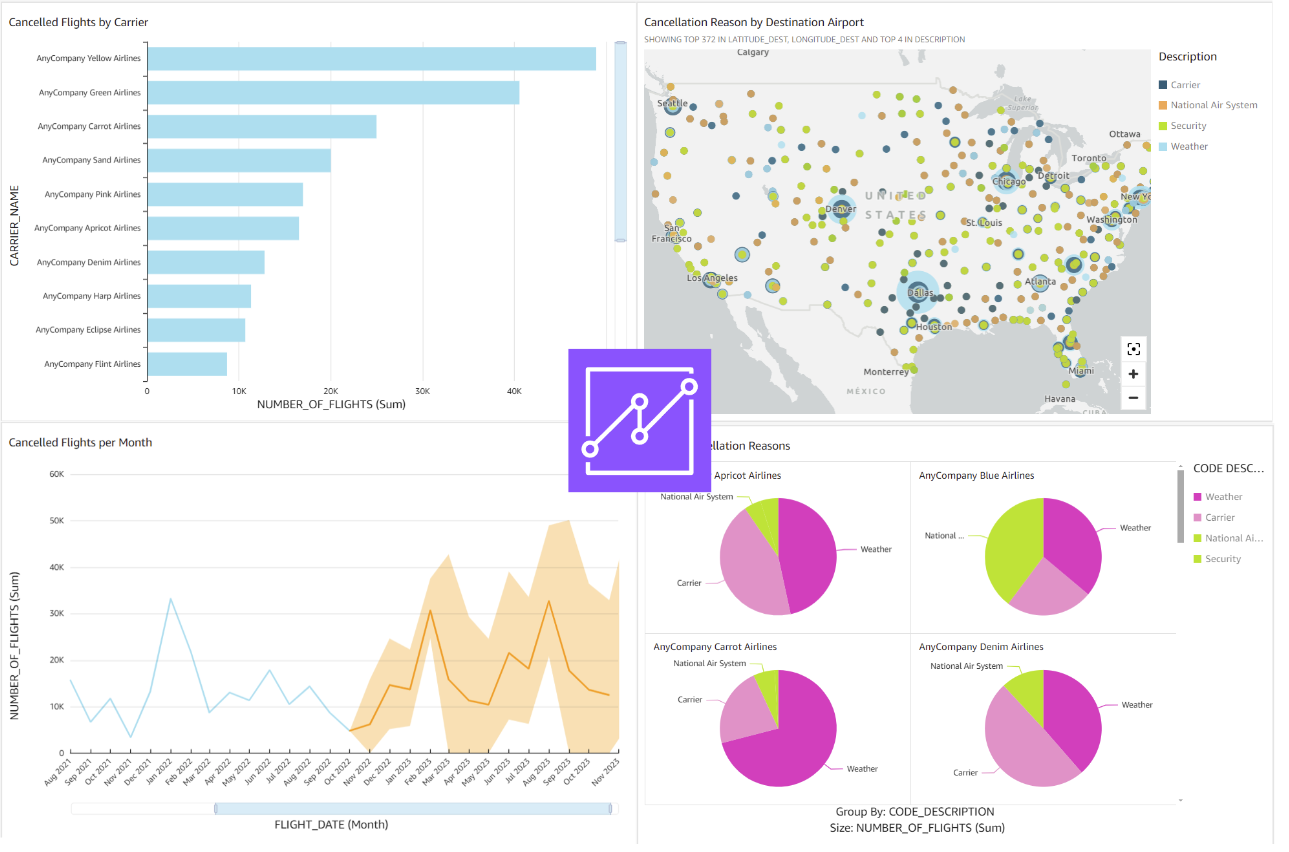 Cancelled Flights by Carrier
AnyCompany Yellow Airlines
AnyCompany Green Airlines
AnyCompany Carrot Airlines
AnyCompany Sand Airlines
AnyCompany Pink Airlines
AnyCompany Apricot Airlines
AnyCompany Denim Airlines
AnyCompany Harp Airlines
AnyCompany Eclipse Airlines
AnyCompany Flint Airlines
CARRIER_NAME
0
10K
20K
30K
40K
NUMBER_OF_FLIGHTS (Sum)
Cancellation Reason by Destination Airport
SHOWING TOP 372 IN LATITUDE_DEST, LONGITUDE_DEST AND TOP 4 IN DESCRIPTION
Calgary
Seattle
Lake
Superior
Ottawa
Toronto
Detroit
Chicago
New Yo
UNITED
STATES
Denver
Washington
St. Louis
San
Francisco
Los Angeles
Atlanta
Dallas
Houston
Monterrey
Miami
MÉXICO
Havana
CUBA
+
−
Description
Carrier
National Air System
Security
Weather
Cancelled Flights per Month
60K
50K
40K
30K
20K
10K
0
NUMBER_OF_FLIGHTS (Sum)
Aug 2021
Sep 2021
Oct 2021
Nov 2021
Dec 2021
Jan 2022
Feb 2022
Mar 2022
Apr 2022
May 2022
Jun 2022
Jul 2022
Aug 2022
Sep 2022
Oct 2022
Nov 2022
Dec 2022
Jan 2023
Feb 2023
Mar 2023
Apr 2023
May 2023
Jun 2023
Jul 2023
Aug 2023
Sep 2023
Oct 2023
Nov 2023
FLIGHT_DATE (Month)
ellation Reasons
Apricot Airlines
National Air System
Weather
Carrier
AnyCompany Blue Airlines
Weather
National ...
AnyCompany Carrot Airlines
National Air System
Carrier
Weather
AnyCompany Denim Airlines
National Air System
Weather
Carrier
CODE DESC...
Weather
Carrier
National Ai...
Security
Group By: CODE_DESCRIPTION
Size: NUMBER_OF_FLIGHTS (Sum)